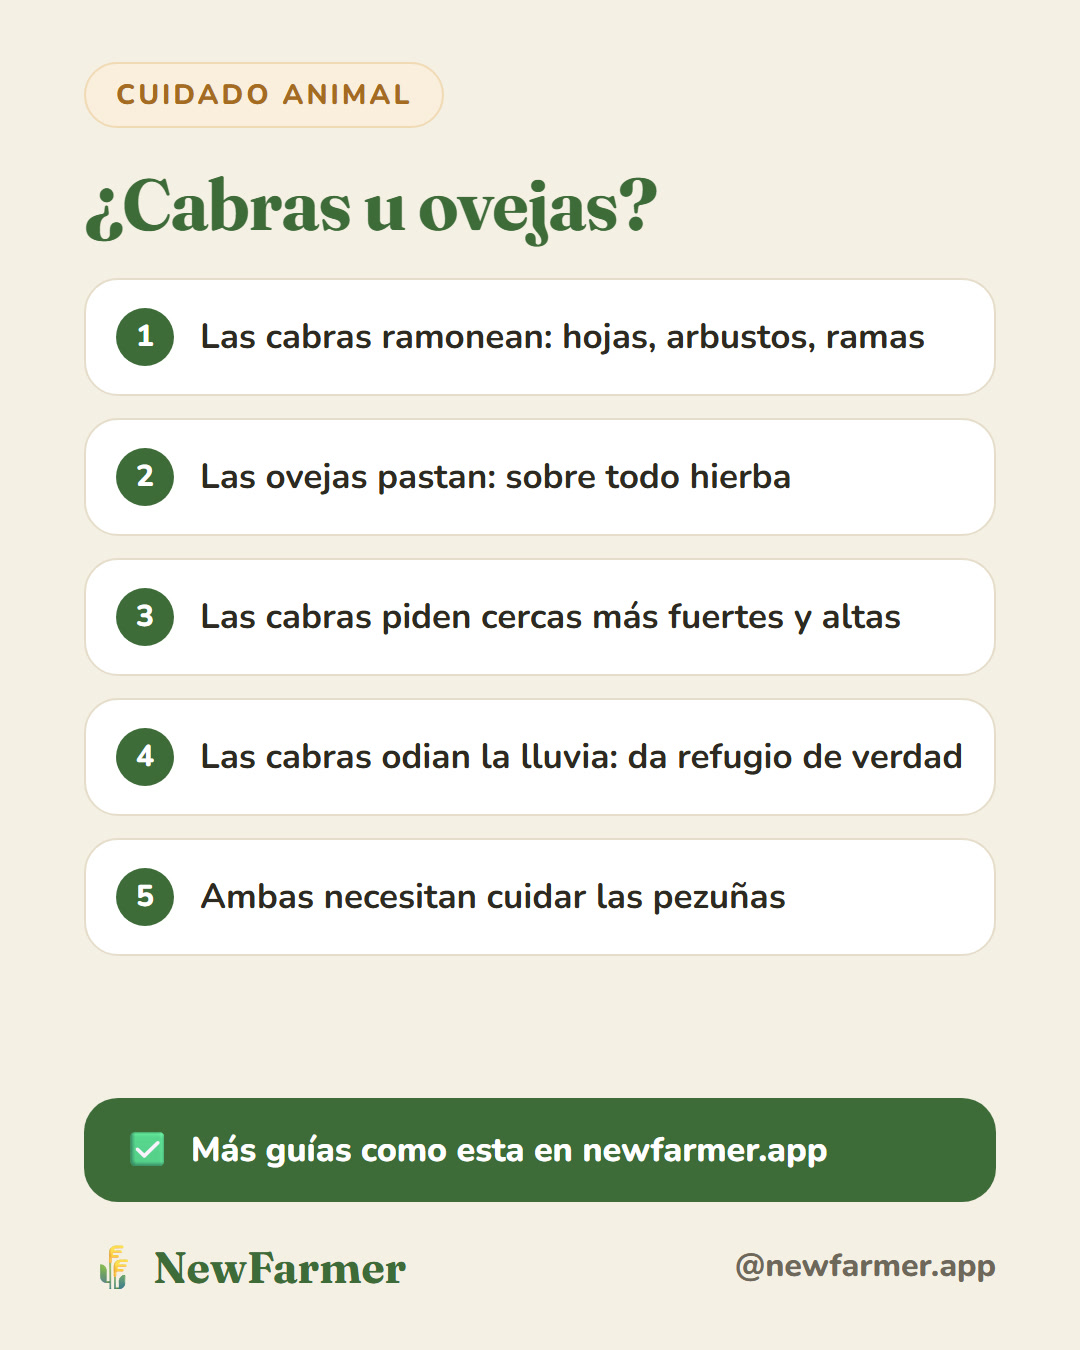 CUIDADO ANIMAL
¿Cabras u ovejas?
1 Las cabras ramonean: hojas, arbustos, ramas
2 Las ovejas pastan: sobre todo hierba
3 Las cabras piden cercas más fuertes y altas
4 Las cabras odian la lluvia: da refugio de verdad
5 Ambas necesitan cuidar las pezuñas
✅ Más guías como esta en newfarmer.app
NewFarmer @newfarmer.app